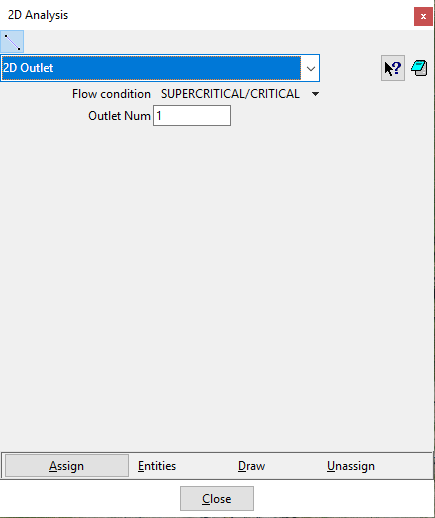 2D Analysis
x
2D Outlet
?
Flow condition SUPERCRITICAL/CRITICAL
Outlet Num 1
Assign Entities Draw Unassign
Close